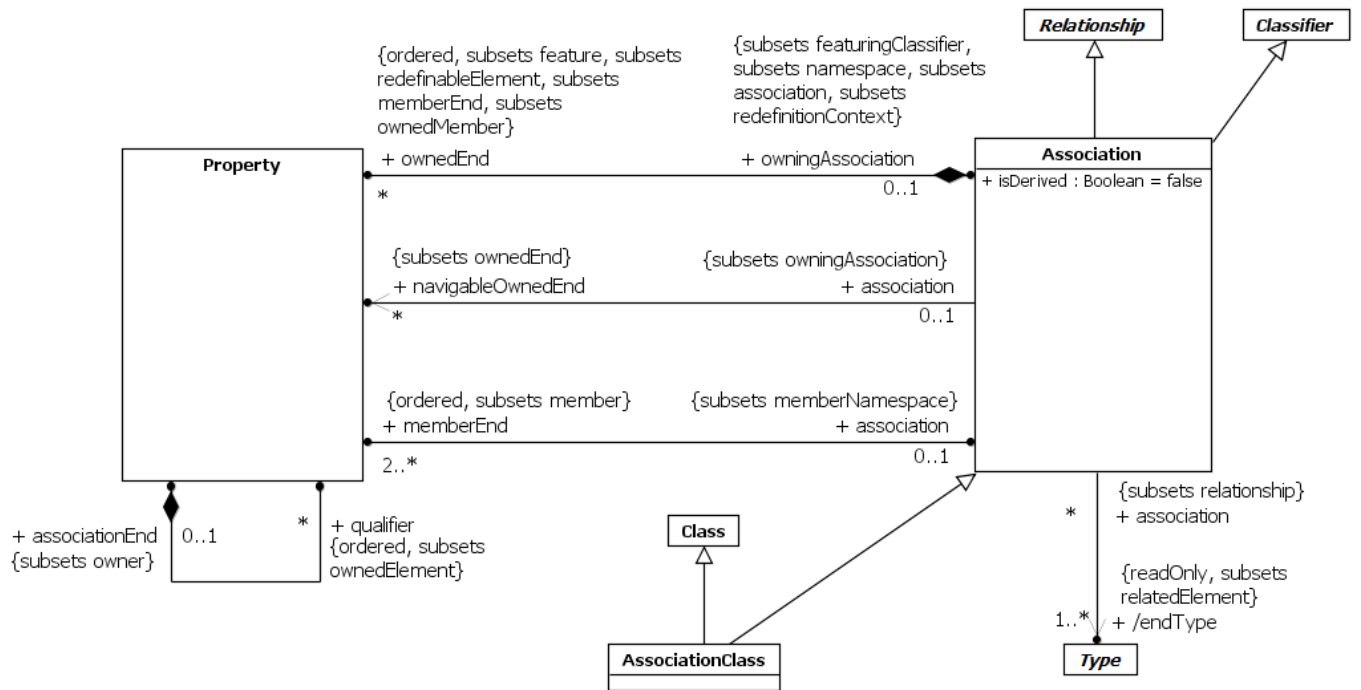 Relationship
Classifier
{ordered, subsets feature, subsets
redefinableElement, subsets
memberEnd, subsets
ownedMember}
{subsets featuringClassifier,
subsets namespace, subsets
association, subsets
redefinitionContext}
Property
+ ownedEnd
*
+ owningAssociation
0..1
Association
+ isDerived : Boolean = false
{subsets ownedEnd}
+ navigableOwnedEnd
*
{subsets owningAssociation}
+ association
0..1
{ordered, subsets member}
+ memberEnd
2..*
{subsets memberNamespace}
+ association
0..1
+ associationEnd
{subsets owner}
0..1
*
+ qualifier
{ordered, subsets
ownedElement}
Class
{subsets relationship}
+ association
*
{readOnly, subsets
relatedElement}
+ /endType
1..*
AssociationClass
Type